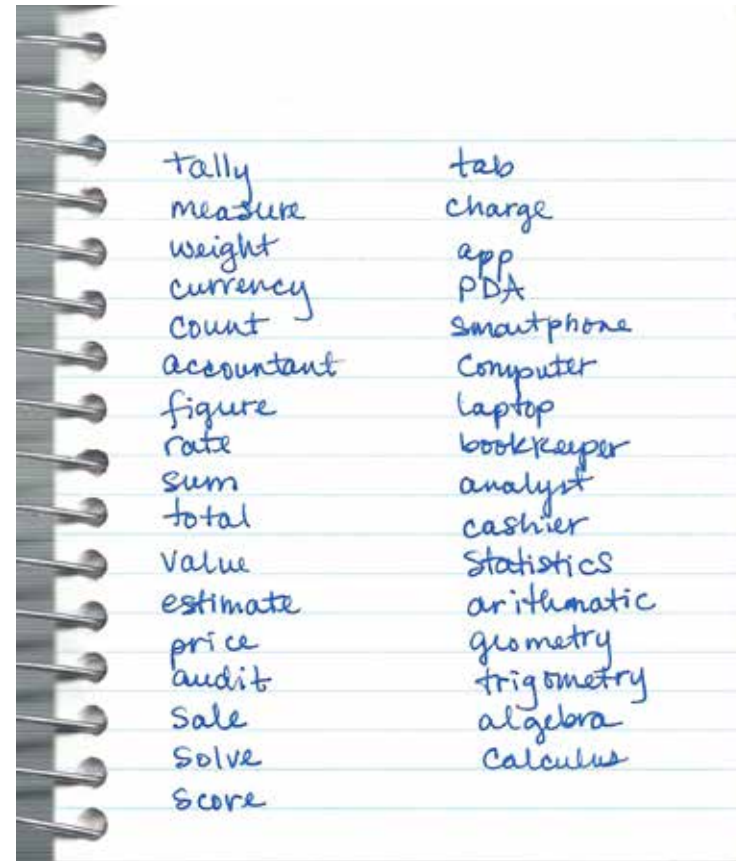 tally
measure
weight
currency
count
accountant
figure
rate
sum
total
value
estimate
price
audit
Sale
Solve
Score
tab
charge
app
PDA
smartphone
Computer
laptop
bookkeeper
analyst
cashier
Statistics
arithmatic
geometry
trigometry
algebra
Calculus